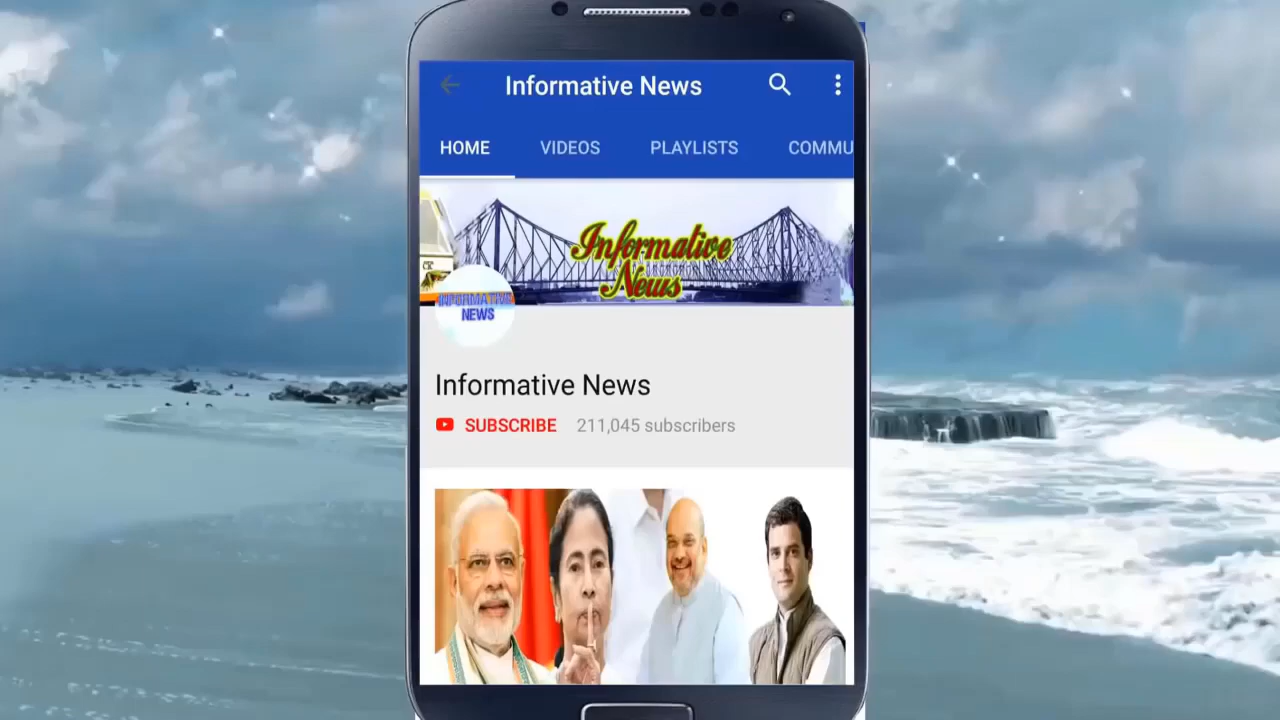 Informative News
HOME VIDEOS PLAYLISTS COMMU
Informative
News
INFORMATIVE
NEWS
Informative News
SUBSCRIBE 211,045 subscribers